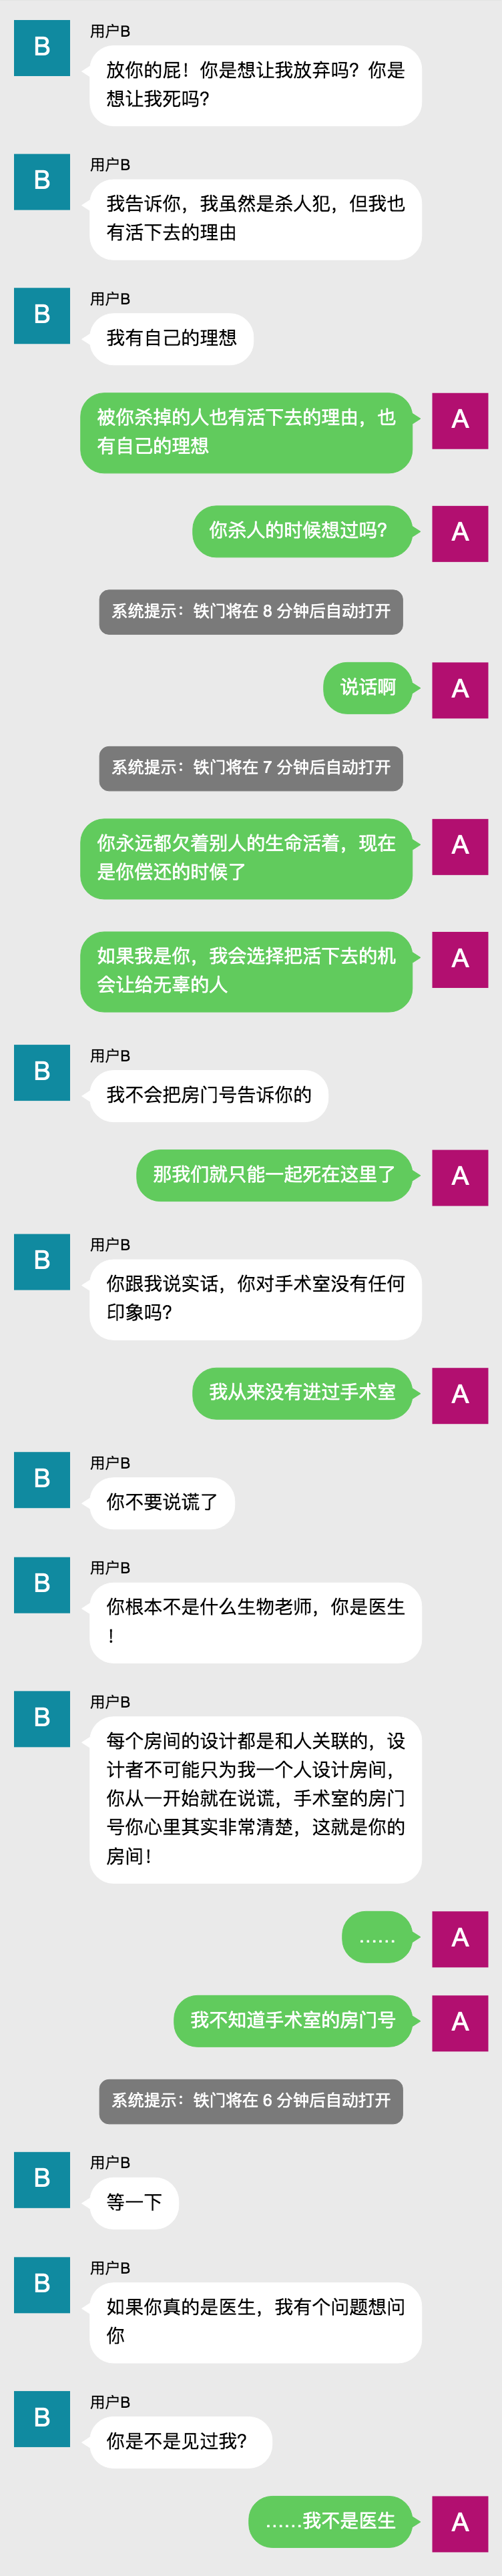 B
用户B
放你的屁！你是想让我放弃吗？你是
想让我死吗？
B
用户B
我告诉你，我虽然是杀人犯，但我也
有活下去的理由
B
用户B
我有自己的理想
被你杀掉的人也有活下去的理由，也
有自己的理想
A
你杀人的时候想过吗？
A
系统提示：铁门将在 8 分钟后自动打开
说话啊
A
系统提示：铁门将在 7 分钟后自动打开
你永远都欠着别人的生命活着，现在
是你偿还的时候了
A
如果我是你，我会选择把活下去的机
会让给无辜的人
A
B
用户B
我不会把房门号告诉你的
那我们就只能一起死在这里了
A
B
用户B
你跟我说实话，你对手术室没有任何
印象吗？
我从来没有进过手术室
A
B
用户B
你不要说谎了
B
用户B
你根本不是什么生物老师，你是医生
！
B
用户B
每个房间的设计都是和人关联的，设
计者不可能只为我一个人设计房间，
你从一开始就在说谎，手术室的房门
号你心里其实非常清楚，这就是你的
房间！
……
A
我不知道手术室的房门号
A
系统提示：铁门将在 6 分钟后自动打开
B
用户B
等一下
B
用户B
如果你真的是医生，我有个问题想问
你
B
用户B
你是不是见过我？
……我不是医生
A